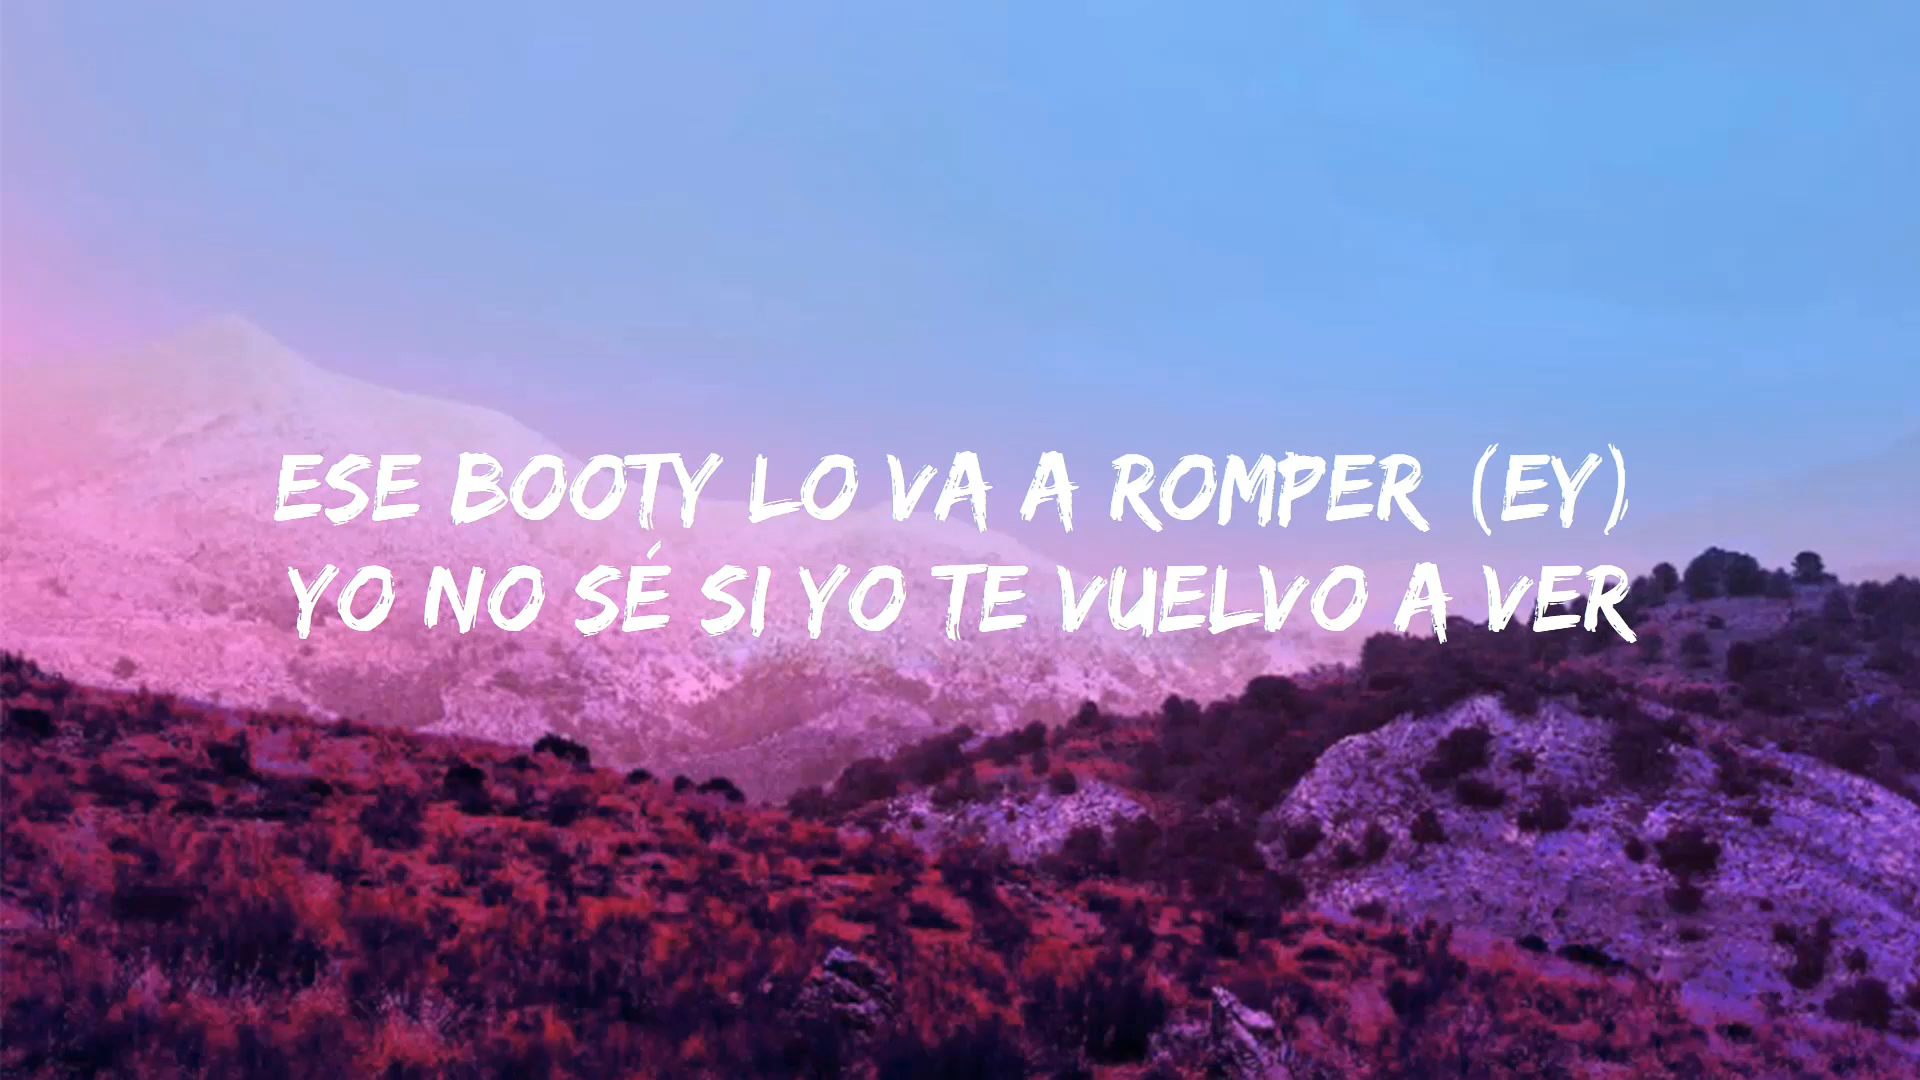 ESE BOOTY LO VA A ROMPER (EY)
YO NO SÉ SI YO TE VUELVO A VER